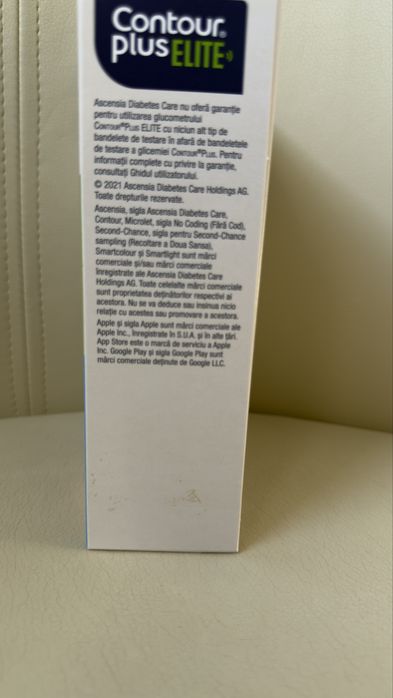 Contour®
plus ELITE
Ascensia Diabetes Care nu oferă garanție
pentru utilizarea glucometrului
CONTOUR®PLUS ELITE cu niciun alt tip de
bandelete de testare în afară de bandeletele
de testare a glicemiei CONTOUR®PLUS. Pentru
informații complete cu privire la garanție,
consultați Ghidul utilizatorului.
© 2021 Ascensia Diabetes Care Holdings AG.
Toate drepturile rezervate.
Ascensia, sigla Ascensia Diabetes Care,
Contour, Microlet, sigla No Coding (Fără Cod),
Second-Chance, sigla pentru Second-Chance
sampling (Recoltare a Doua Șansă),
Smartcolour și Smartlight sunt mărci
comerciale și/sau mărci comerciale
înregistrate ale Ascensia Diabetes Care
Holdings AG. Toate celelalte mărci comerciale
sunt proprietatea deținătorilor respectivi ai
acestora. Nu se va deduce sau insinua nicio
relație cu acestea sau promovare a acestora.
Apple și sigla Apple sunt mărci comerciale ale
Apple Inc., înregistrate în S.U.A. și în alte țări.
App Store este o marcă de serviciu a Apple
Inc. Google Play și sigla Google Play sunt
mărci comerciale deținute de Google LLC.